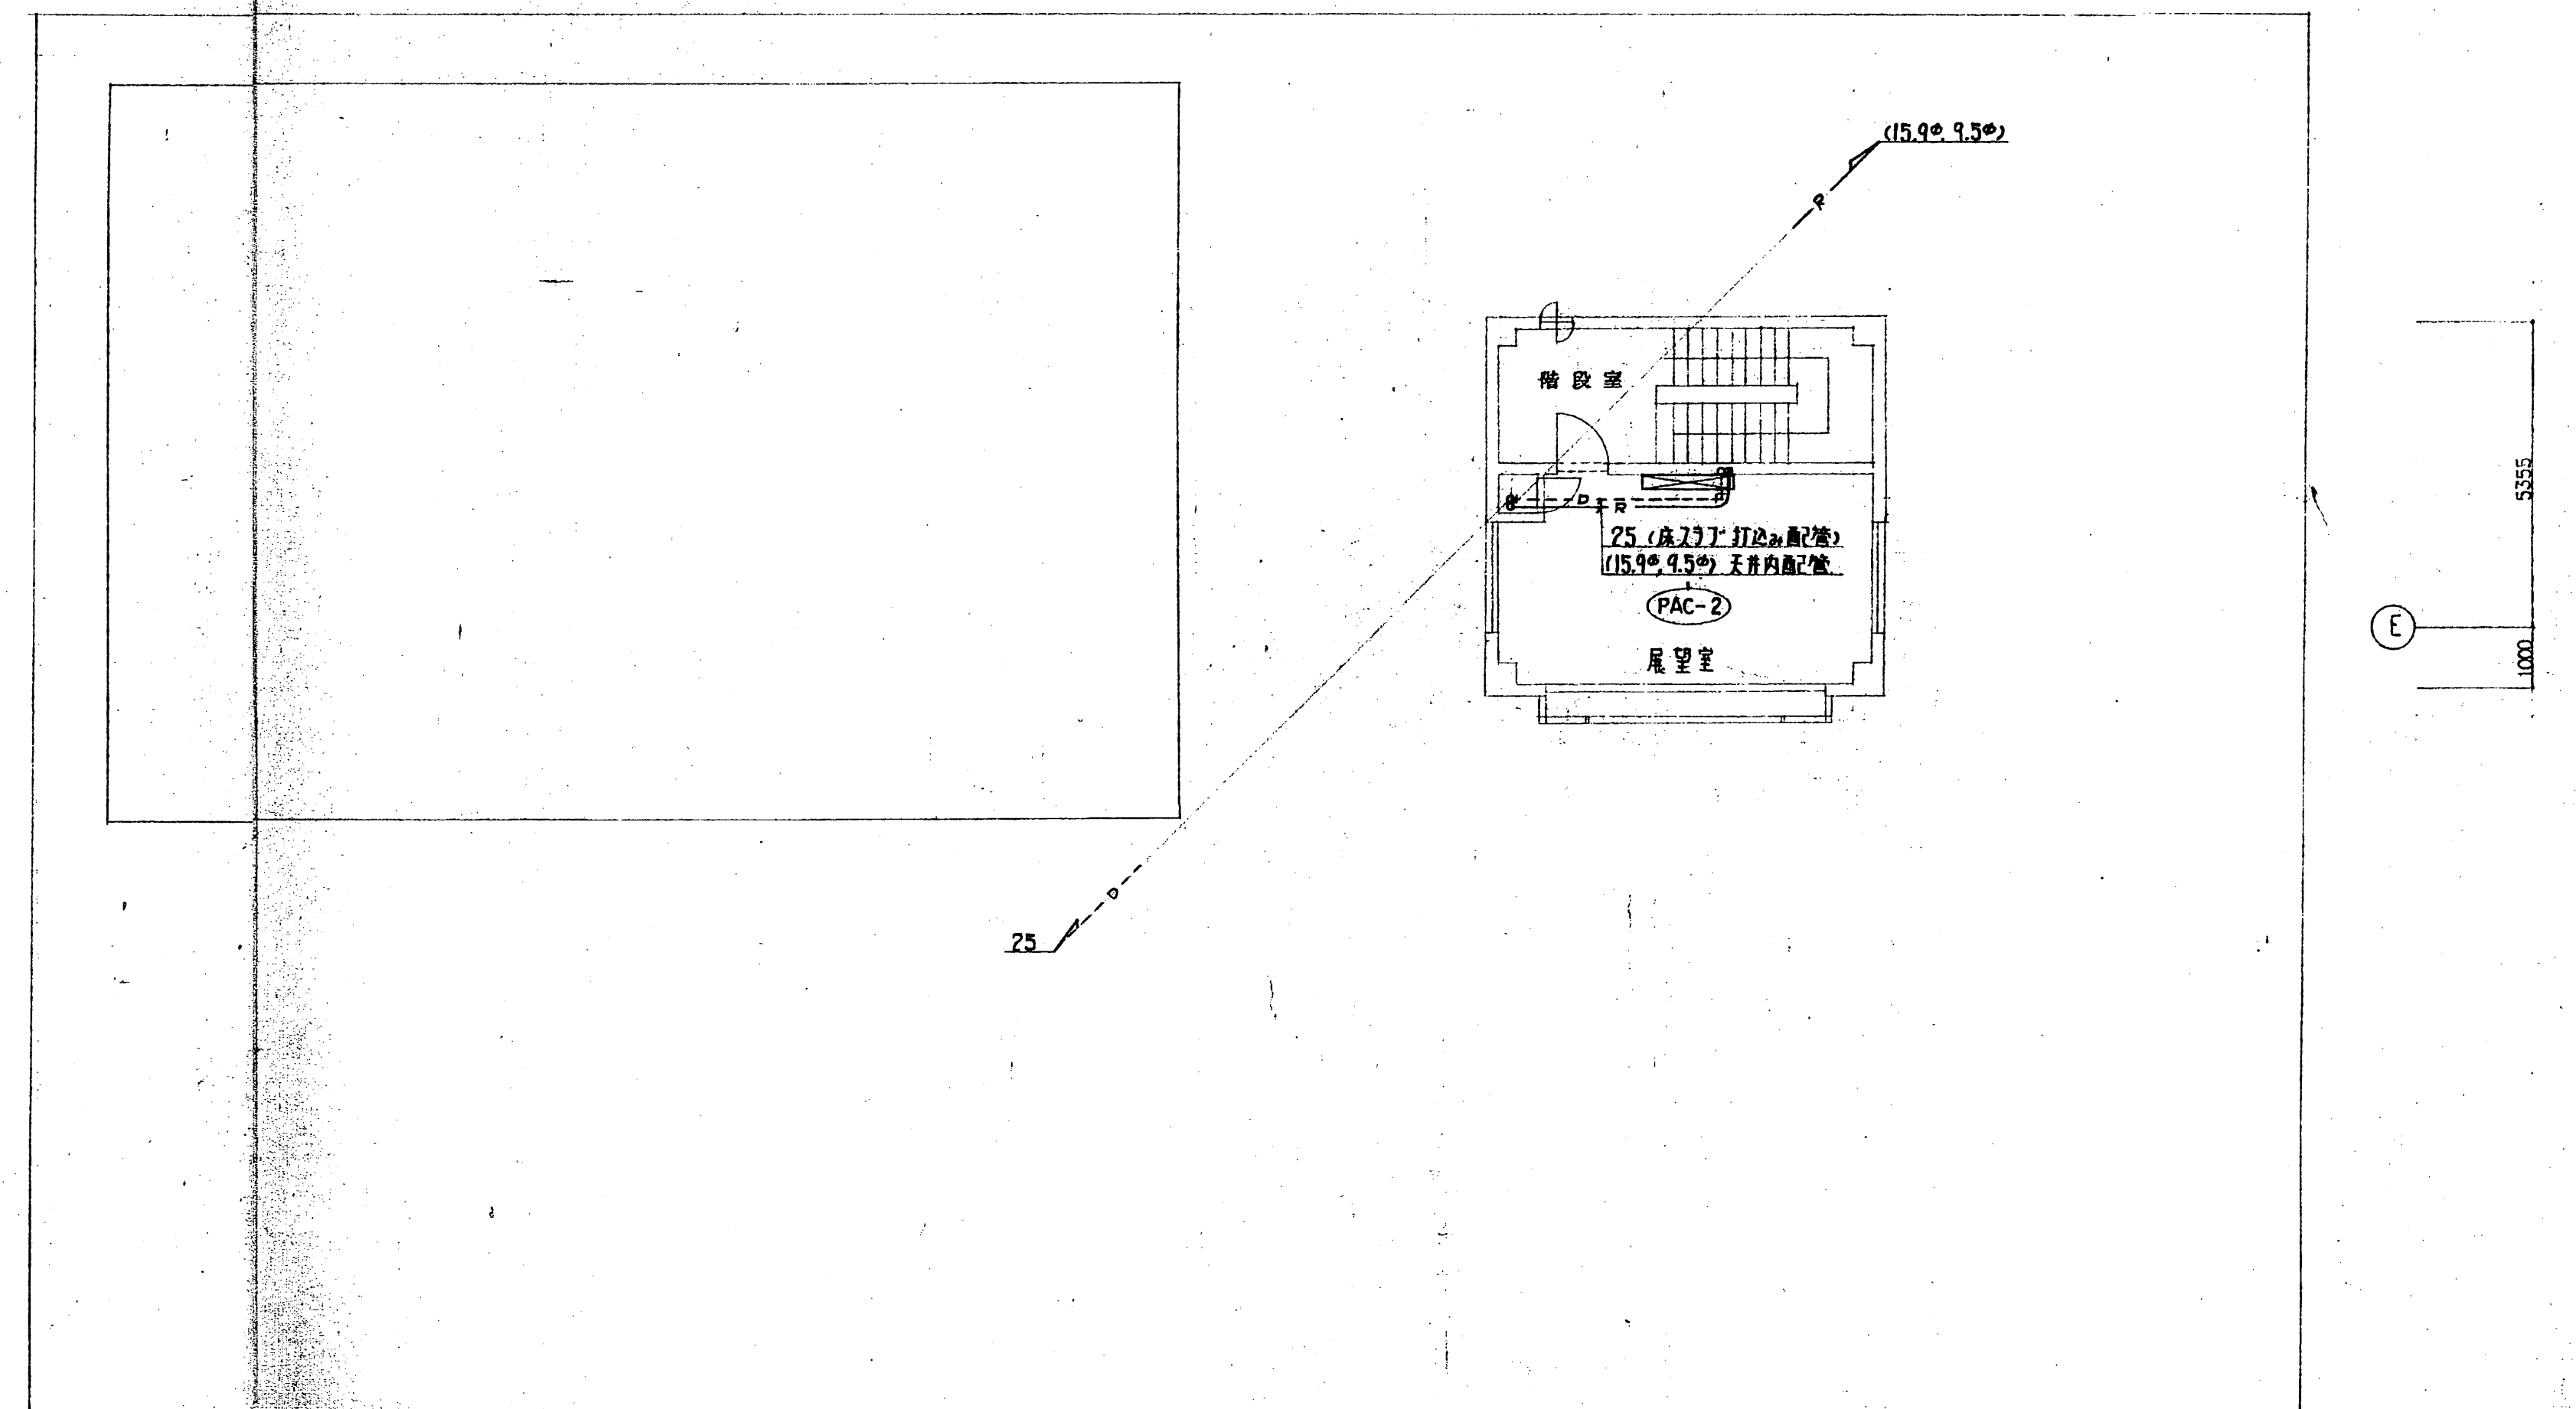 (15.9φ, 9.5φ)
R
階段室
D
R
25 (床スラブ打込み配管)
(15.9φ, 9.5φ) 天井内配管
PAC-2
展望室
5355
E
1000
D
25